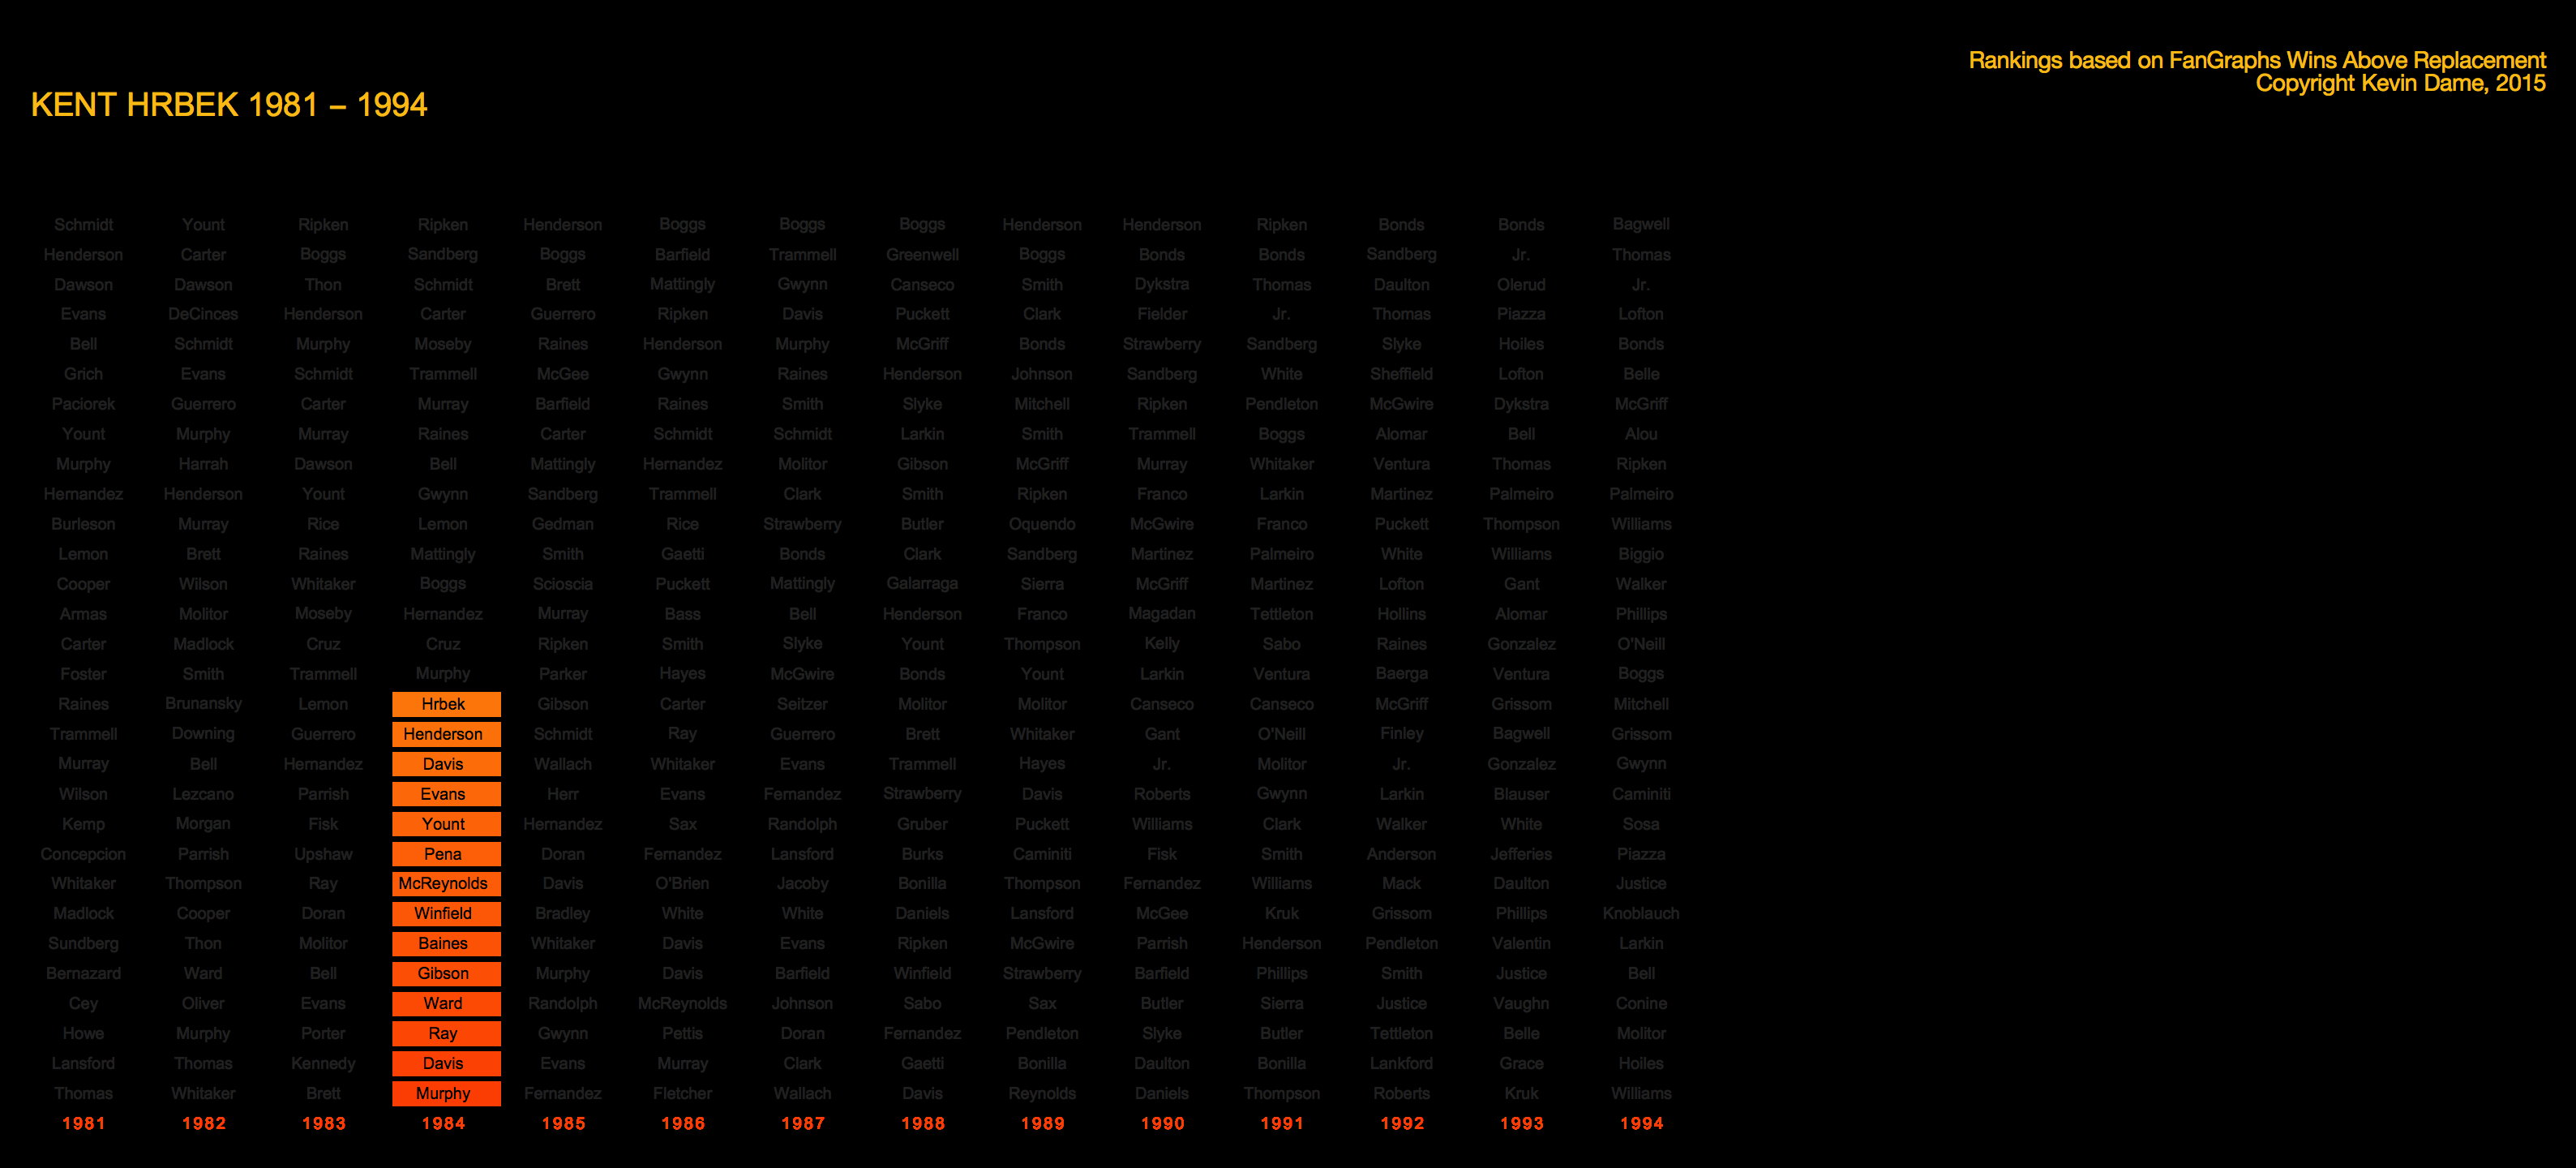 Rankings based on FanGraphs Wins Above Replacement
Copyright Kevin Dame, 2015
KENT HRBEK 1981 – 1994
Schmidt Yount Ripken Ripken Henderson Boggs Boggs Boggs Henderson Henderson Ripken Bonds Bonds Bagwell
Henderson Carter Boggs Sandberg Boggs Barfield Trammell Greenwell Boggs Bonds Bonds Sandberg Jr. Thomas
Dawson Dawson Thon Schmidt Brett Mattingly Gwynn Canseco Smith Dykstra Thomas Daulton Olerud Jr.
Evans DeCinces Henderson Carter Guerrero Ripken Davis Puckett Clark Fielder Jr. Thomas Piazza Lofton
Bell Schmidt Murphy Moseby Raines Henderson Murphy McGriff Bonds Strawberry Sandberg Slyke Hoiles Bonds
Grich Evans Schmidt Trammell McGee Gwynn Raines Henderson Johnson Sandberg White Sheffield Lofton Belle
Paciorek Guerrero Carter Murray Barfield Raines Smith Slyke Mitchell Ripken Pendleton McGwire Dykstra McGriff
Yount Murphy Murray Raines Carter Schmidt Schmidt Larkin Smith Trammell Boggs Alomar Bell Alou
Murphy Harrah Dawson Bell Mattingly Hernandez Molitor Gibson McGriff Murray Whitaker Ventura Thomas Ripken
Hernandez Henderson Yount Gwynn Sandberg Trammell Clark Smith Ripken Franco Larkin Martinez Palmeiro Palmeiro
Burleson Murray Rice Lemon Gedman Rice Strawberry Butler Oquendo McGwire Franco Puckett Thompson Williams
Lemon Brett Raines Mattingly Smith Gaetti Bonds Clark Sandberg Martinez Palmeiro White Williams Biggio
Cooper Wilson Whitaker Boggs Scioscia Puckett Mattingly Galarraga Sierra McGriff Martinez Lofton Gant Walker
Armas Molitor Moseby Hernandez Murray Bass Bell Henderson Franco Magadan Tettleton Hollins Alomar Phillips
Carter Madlock Cruz Cruz Ripken Smith Slyke Yount Thompson Kelly Sabo Raines Gonzalez O'Neill
Foster Smith Trammell Murphy Parker Hayes McGwire Bonds Yount Larkin Ventura Baerga Ventura Boggs
Raines Brunansky Lemon Hrbek Gibson Carter Seitzer Molitor Molitor Canseco Canseco McGriff Grissom Mitchell
Trammell Downing Guerrero Henderson Schmidt Ray Guerrero Brett Whitaker Gant O'Neill Finley Bagwell Grissom
Murray Bell Hernandez Davis Wallach Whitaker Evans Trammell Hayes Jr. Molitor Jr. Gonzalez Gwynn
Wilson Lezcano Parrish Evans Herr Evans Fernandez Strawberry Davis Roberts Gwynn Larkin Blauser Caminiti
Kemp Morgan Fisk Yount Hernandez Sax Randolph Gruber Puckett Williams Clark Walker White Sosa
Concepcion Parrish Upshaw Pena Doran Fernandez Lansford Burks Caminiti Fisk Smith Anderson Jefferies Piazza
Whitaker Thompson Ray McReynolds Davis O'Brien Jacoby Bonilla Thompson Fernandez Williams Mack Daulton Justice
Madlock Cooper Doran Winfield Bradley White White Daniels Lansford McGee Kruk Grissom Phillips Knoblauch
Sundberg Thon Molitor Baines Whitaker Davis Evans Ripken McGwire Parrish Henderson Pendleton Valentin Larkin
Bernazard Ward Bell Gibson Murphy Davis Barfield Winfield Strawberry Barfield Phillips Smith Justice Bell
Cey Oliver Evans Ward Randolph McReynolds Johnson Sabo Sax Butler Sierra Justice Vaughn Conine
Howe Murphy Porter Ray Gwynn Pettis Doran Fernandez Pendleton Slyke Butler Tettleton Belle Molitor
Lansford Thomas Kennedy Davis Evans Murray Clark Gaetti Bonilla Daulton Bonilla Lankford Grace Hoiles
Thomas Whitaker Brett Murphy Fernandez Fletcher Wallach Davis Reynolds Daniels Thompson Roberts Kruk Williams
1981 1982 1983 1984 1985 1986 1987 1988 1989 1990 1991 1992 1993 1994